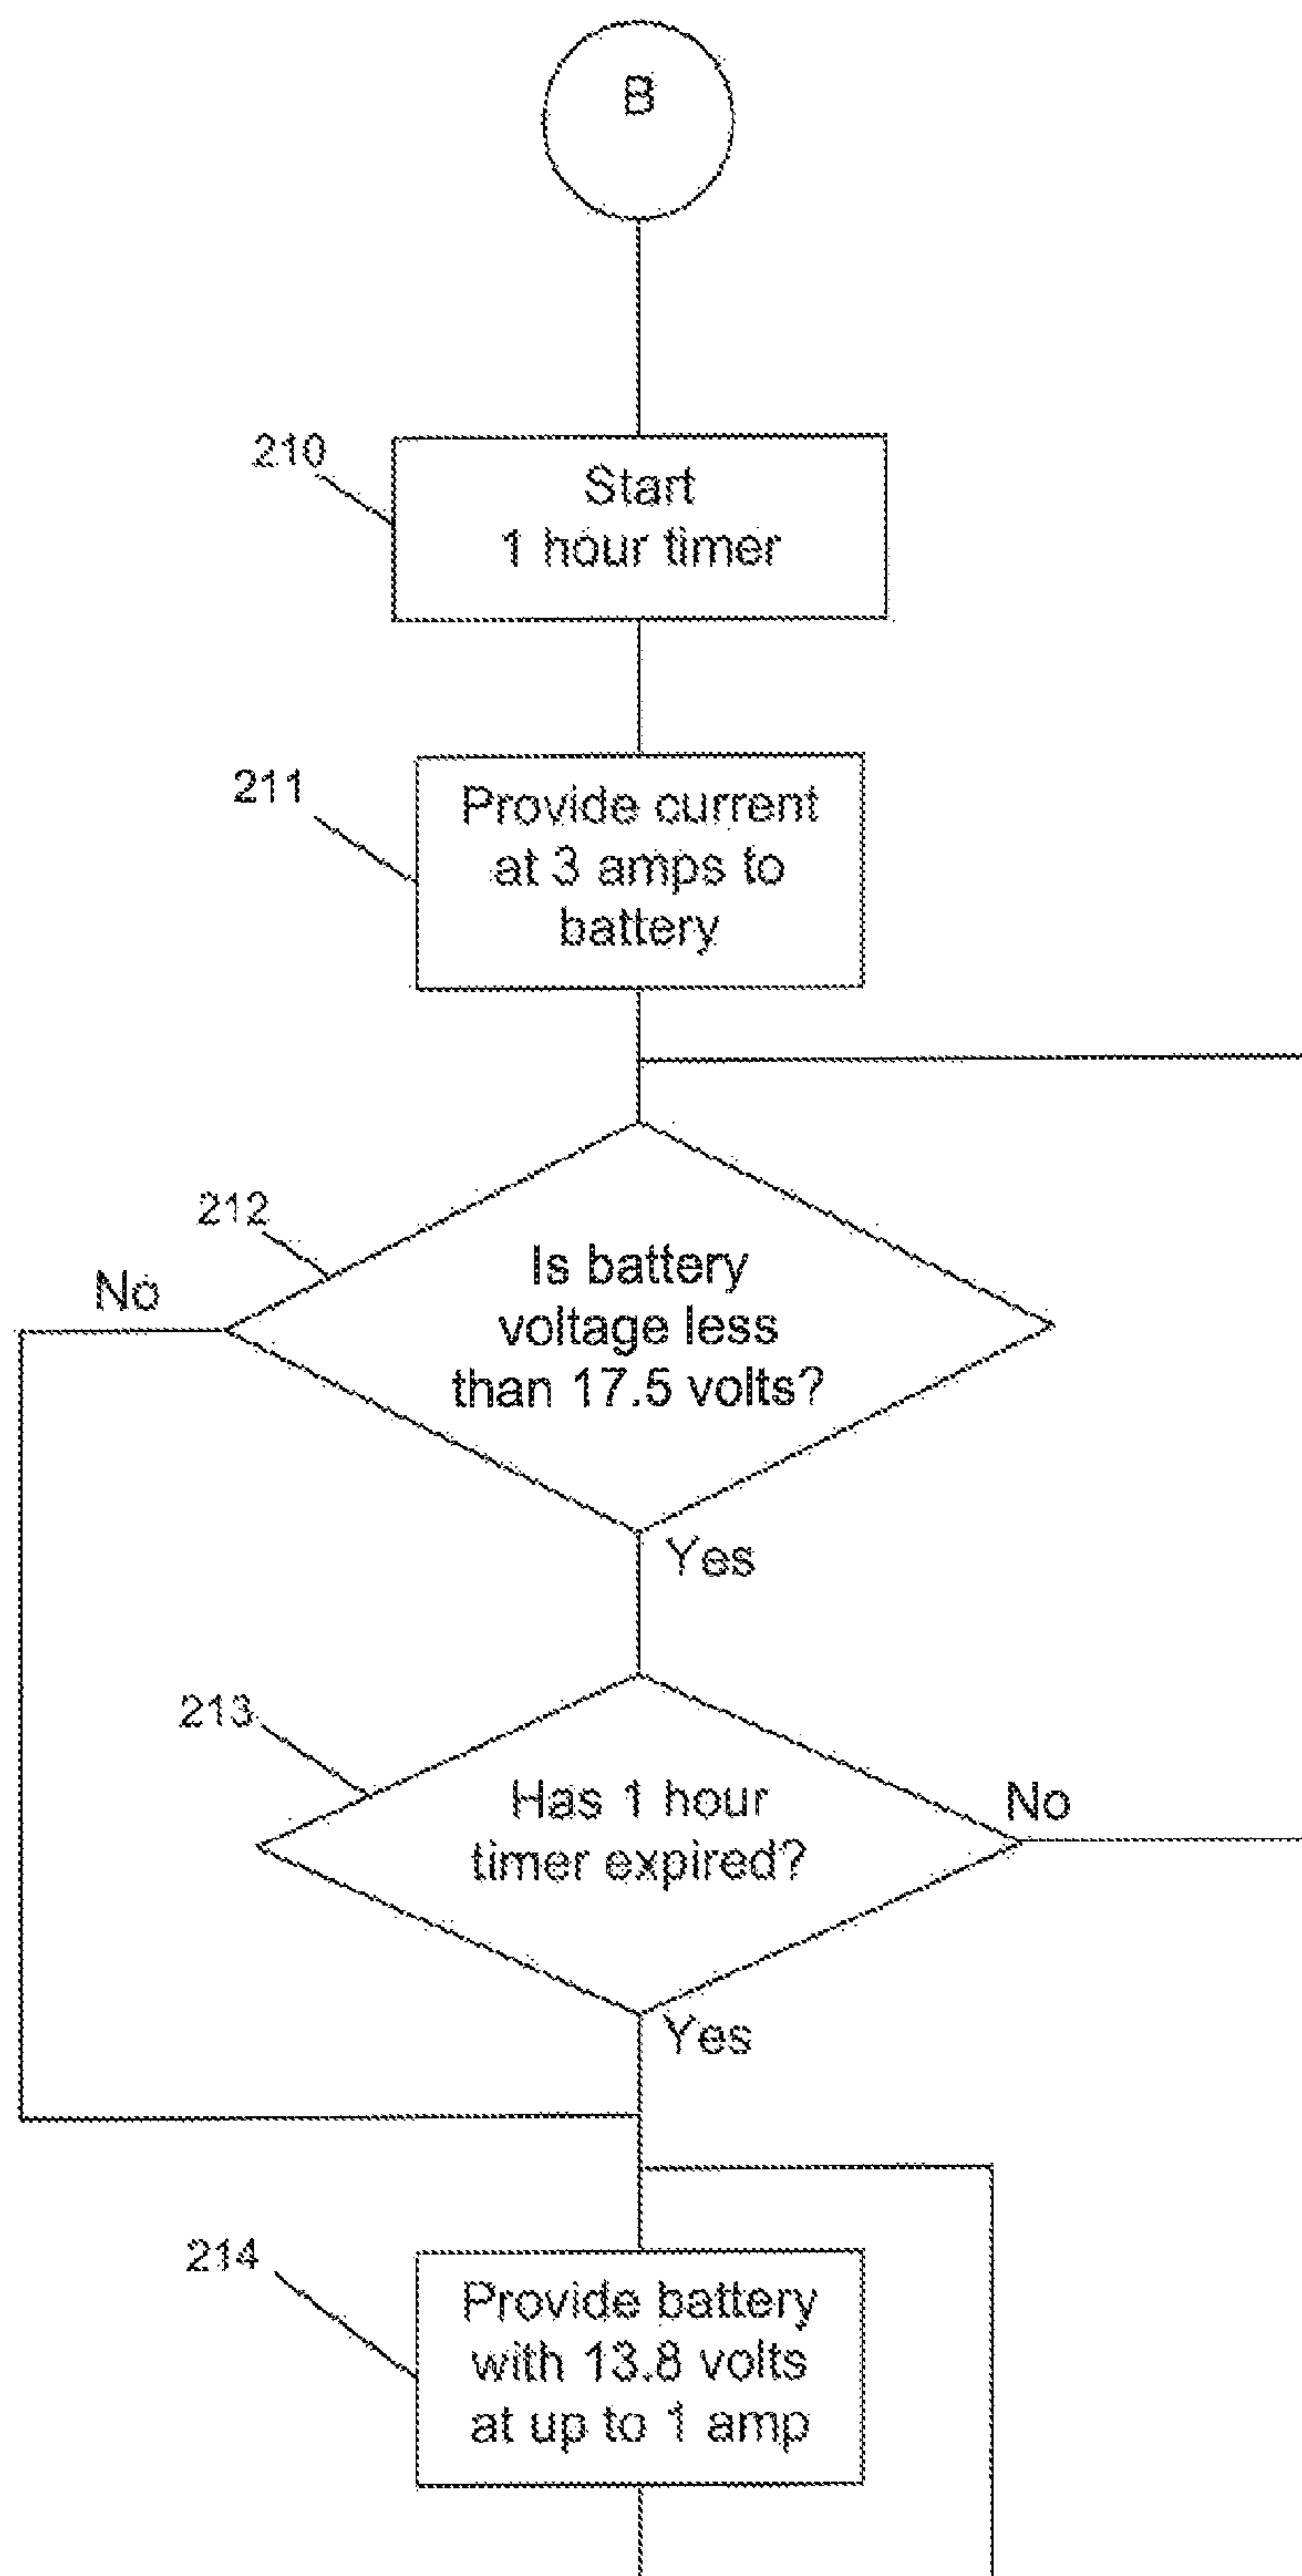 B
210
Start
1 hour timer
211
Provide current
at 3 amps to
battery
212
No
Is battery
voltage less
than 17.5 volts?
Yes
213
Has 1 hour
timer expired?
No
Yes
214
Provide battery
with 13.8 volts
at up to 1 amp